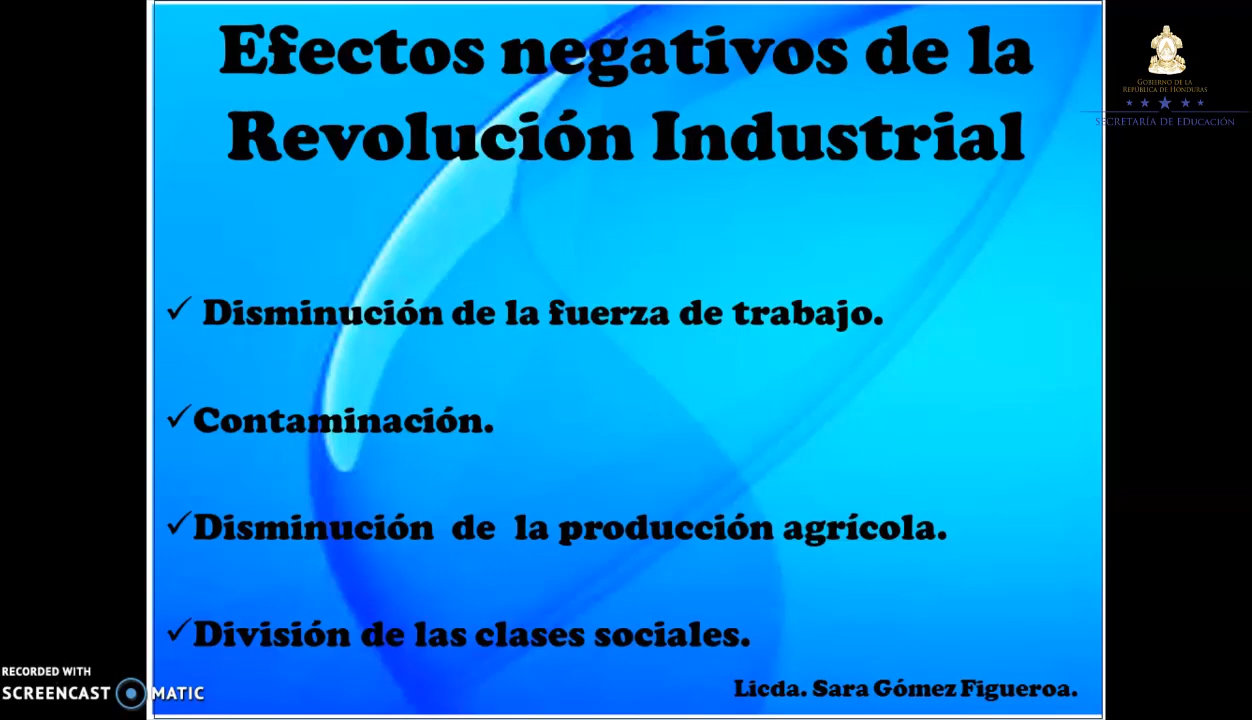 Efectos negativos de la
Revolución Industrial
GOBIERNO DE LA
REPÚBLICA DE HONDURAS
SECRETARÍA DE EDUCACIÓN
✓ Disminución de la fuerza de trabajo.
✓Contaminación.
✓Disminución de la producción agrícola.
✓División de las clases sociales.
Licda. Sara Gómez Figueroa.
RECORDED WITH
SCREENCAST MATIC